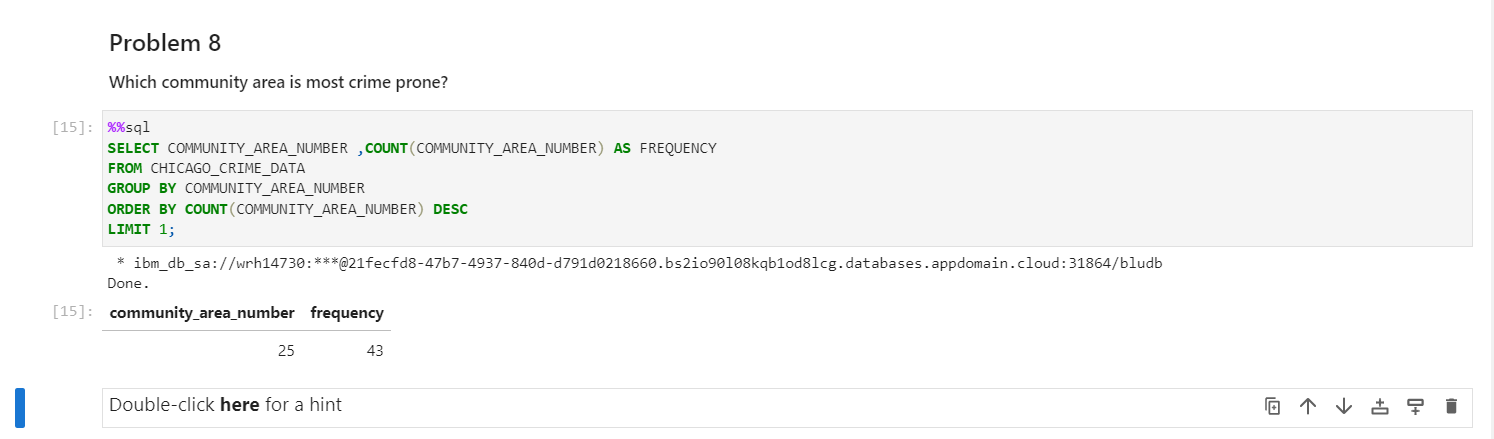 Problem 8
Which community area is most crime prone?
[15]: %%sql
SELECT COMMUNITY_AREA_NUMBER ,COUNT(COMMUNITY_AREA_NUMBER) AS FREQUENCY
FROM CHICAGO_CRIME_DATA
GROUP BY COMMUNITY_AREA_NUMBER
ORDER BY COUNT(COMMUNITY_AREA_NUMBER) DESC
LIMIT 1;
* ibm_db_sa://wrh14730:***@21fecfd8-47b7-4937-840d-d791d0218660.bs2io90l08kqb1od8lcg.databases.appdomain.cloud:31864/bludb
Done.
[15]: community_area_number frequency
25 43
Double-click here for a hint